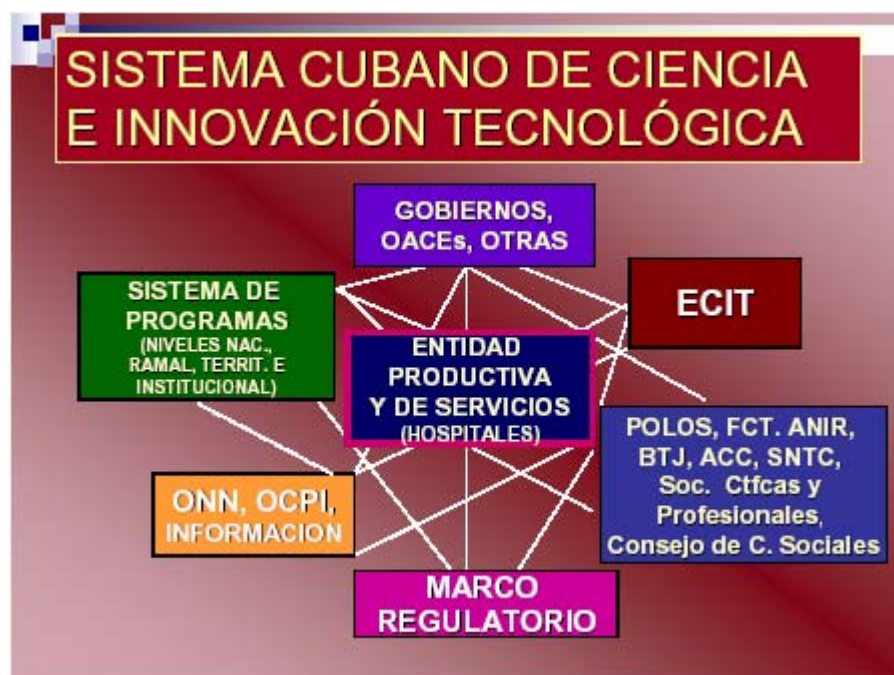 SISTEMA CUBANO DE CIENCIA
E INNOVACIÓN TECNOLÓGICA
GOBIERNOS,
OACEs, OTRAS
SISTEMA DE
PROGRAMAS
(NIVELES NAC.,
RAMAL, TERRIT. E
INSTITUCIONAL)
ECIT
ENTIDAD
PRODUCTIVA
Y DE SERVICIOS
(HOSPITALES)
POLOS, FCT. ANIR,
BTJ, ACC, SNTC,
Soc. Ctfcas y
Profesionales,
Consejo de C. Sociales
ONN, OCPI,
INFORMACION
MARCO
REGULATORIO